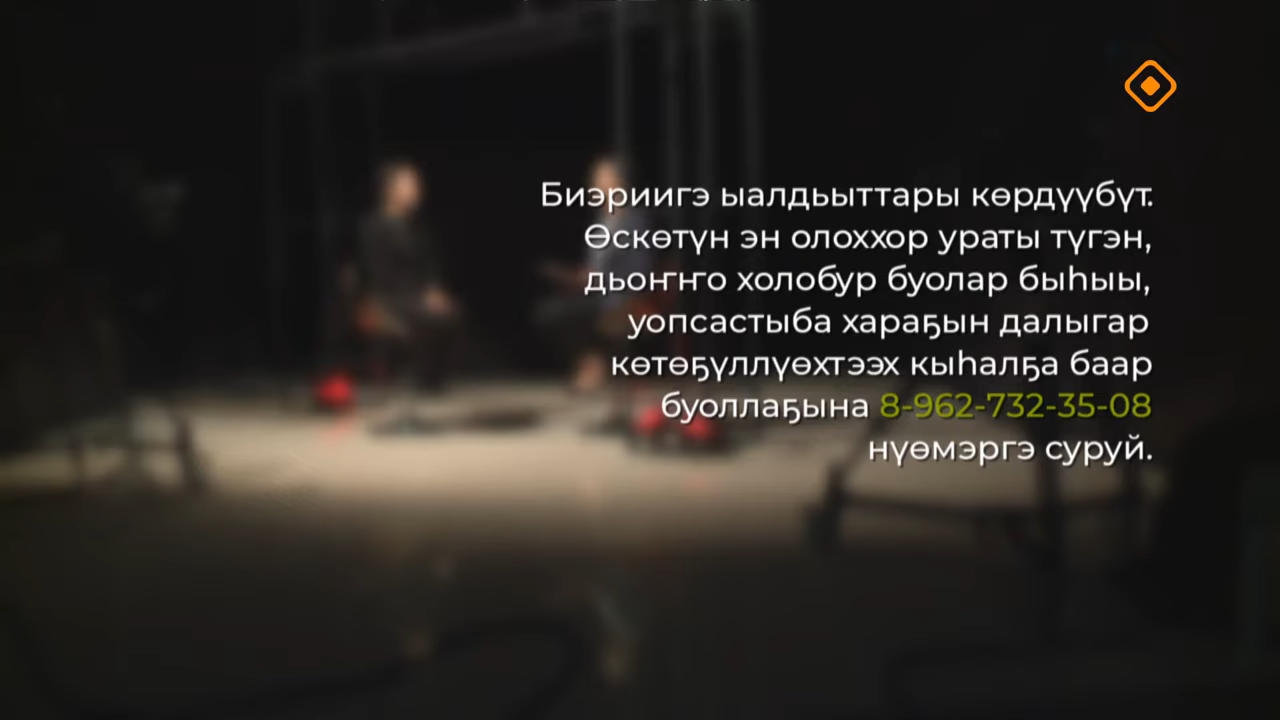 Биэриигэ ыалдьыттары көрдүүбүт.
Өскөтүн эн олоххор ураты түгэн,
дьоҥҥо холобур буолар быһыы,
уопсастыба хараҕын далыгар
көтөҕүллүөхтээх кыһалҕа баар
буоллаҕына 8-962-732-35-08
нүөмэргэ суруй.